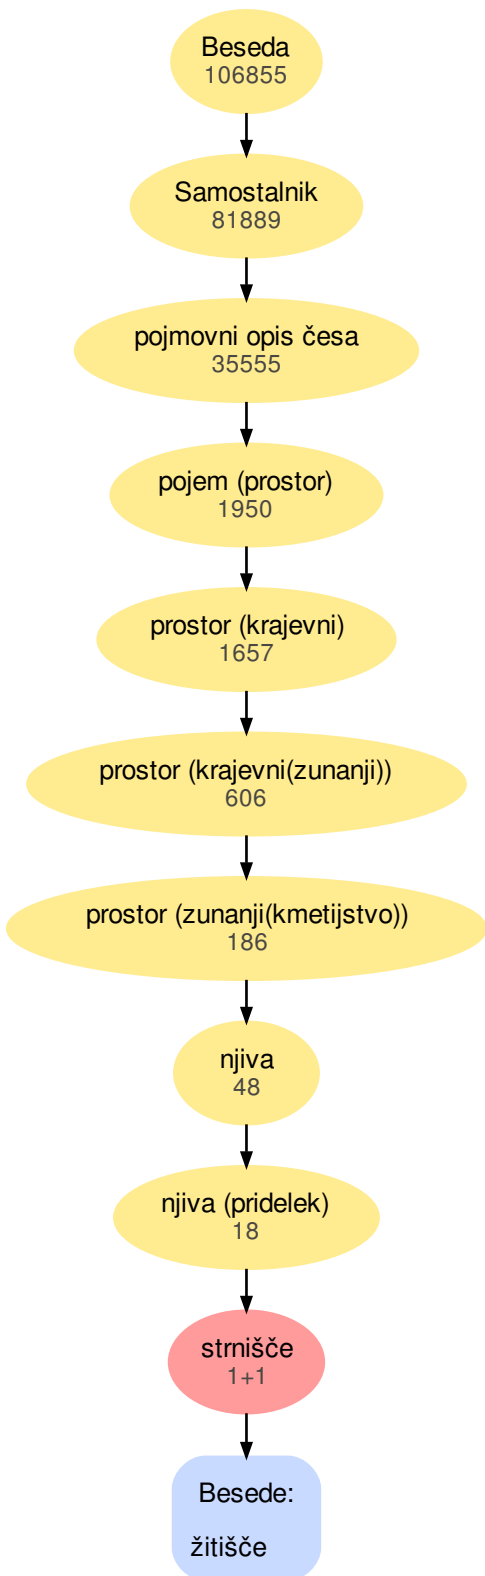 Beseda
106855
Samostalnik
81889
pojmovni opis česa
35555
pojem (prostor)
1950
prostor (krajevni)
1657
prostor (krajevni(zunanji))
606
prostor (zunanji(kmetijstvo))
186
njiva
48
njiva (pridelek)
18
strnišče
1+1
Besede:
žitišče